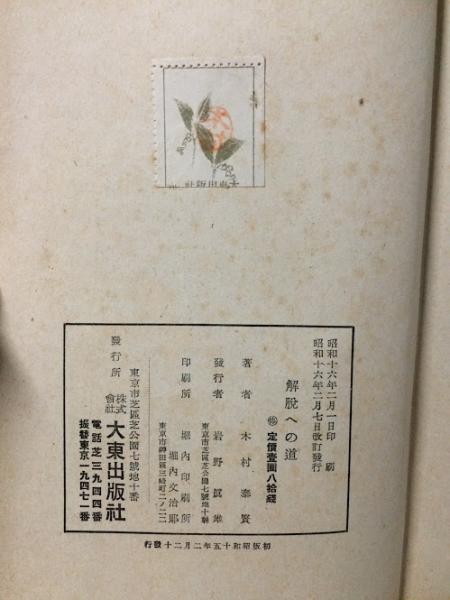 大東出版社
昭和十六年二月一日印刷
昭和十六年二月七日改訂發行
解脱への道
定價壹圓八拾錢
著者 木村泰賢
東京市芝區芝公園七號地十番
發行者 岩野眞雄
東京市神田區三崎町二ノ二二
印刷所 堀內印刷所
堀內文治郎
東京市芝區芝公園七號地十番
發行所 株式會社 大東出版社
電話芝三九四四番
振替東京一九四七一番
初版昭和十五年二月二十日發行